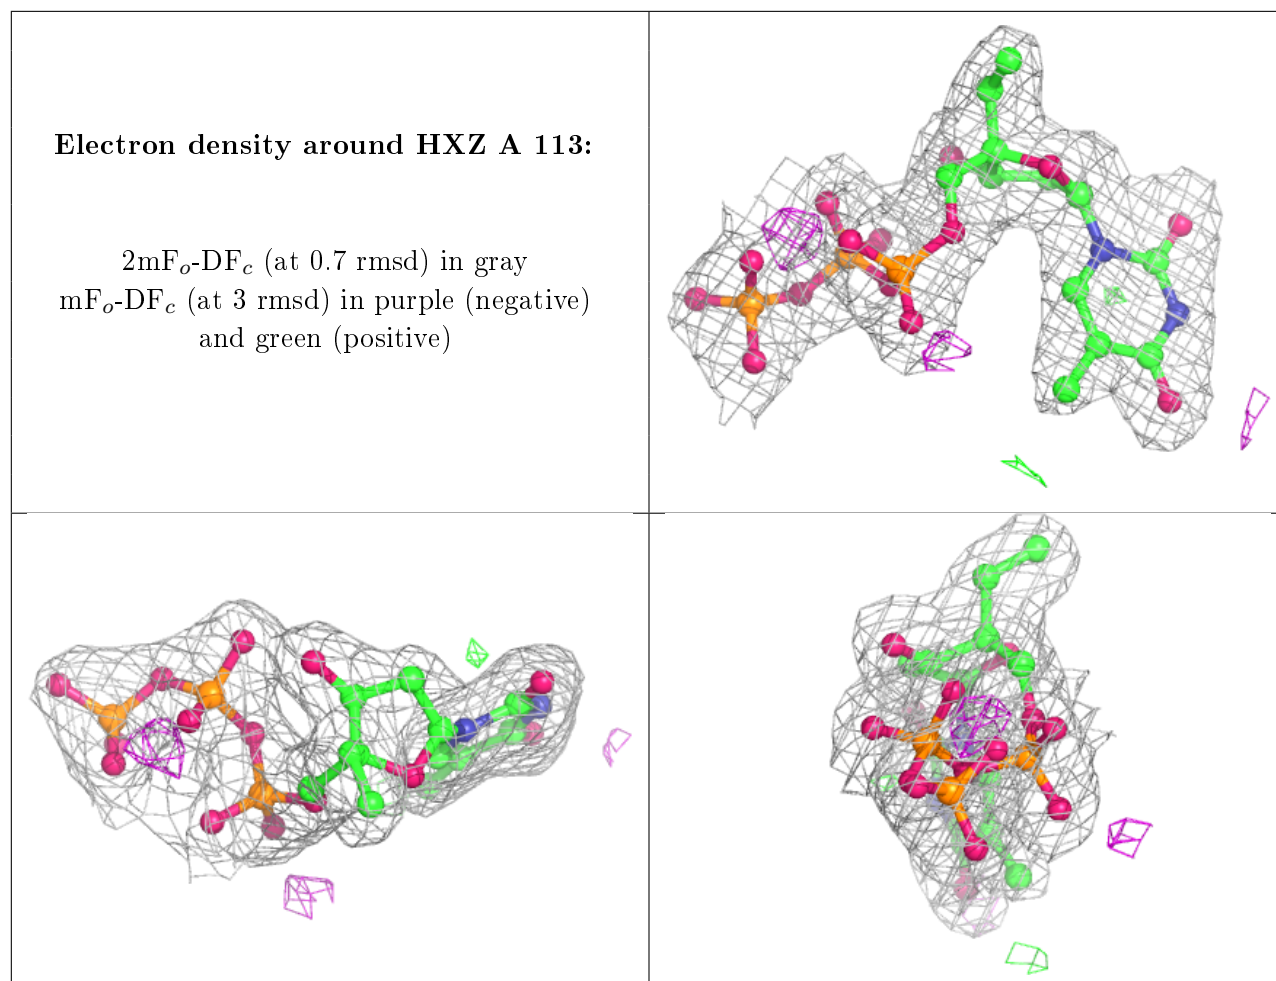 Electron density around HXZ A 113:
2mFo-DFc (at 0.7 rmsd) in gray
mFo-DFc (at 3 rmsd) in purple (negative)
and green (positive)